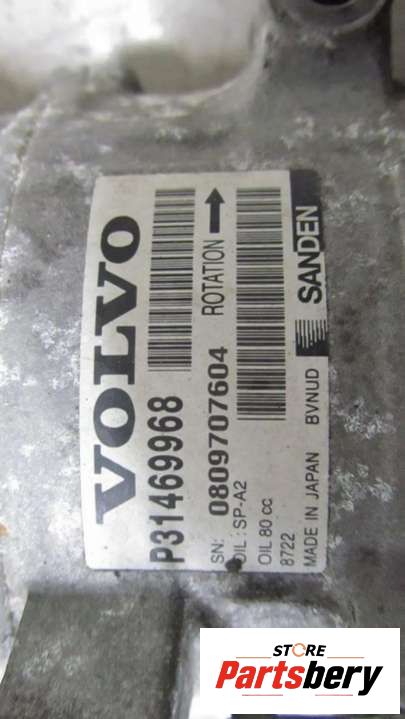 VOLVO
P31469968
SN: 0809707604
ROTATION
OIL : SP-A2
OIL 80 cc
8722
MADE IN JAPAN BVNUD
SANDEN
STORE
Partsbery